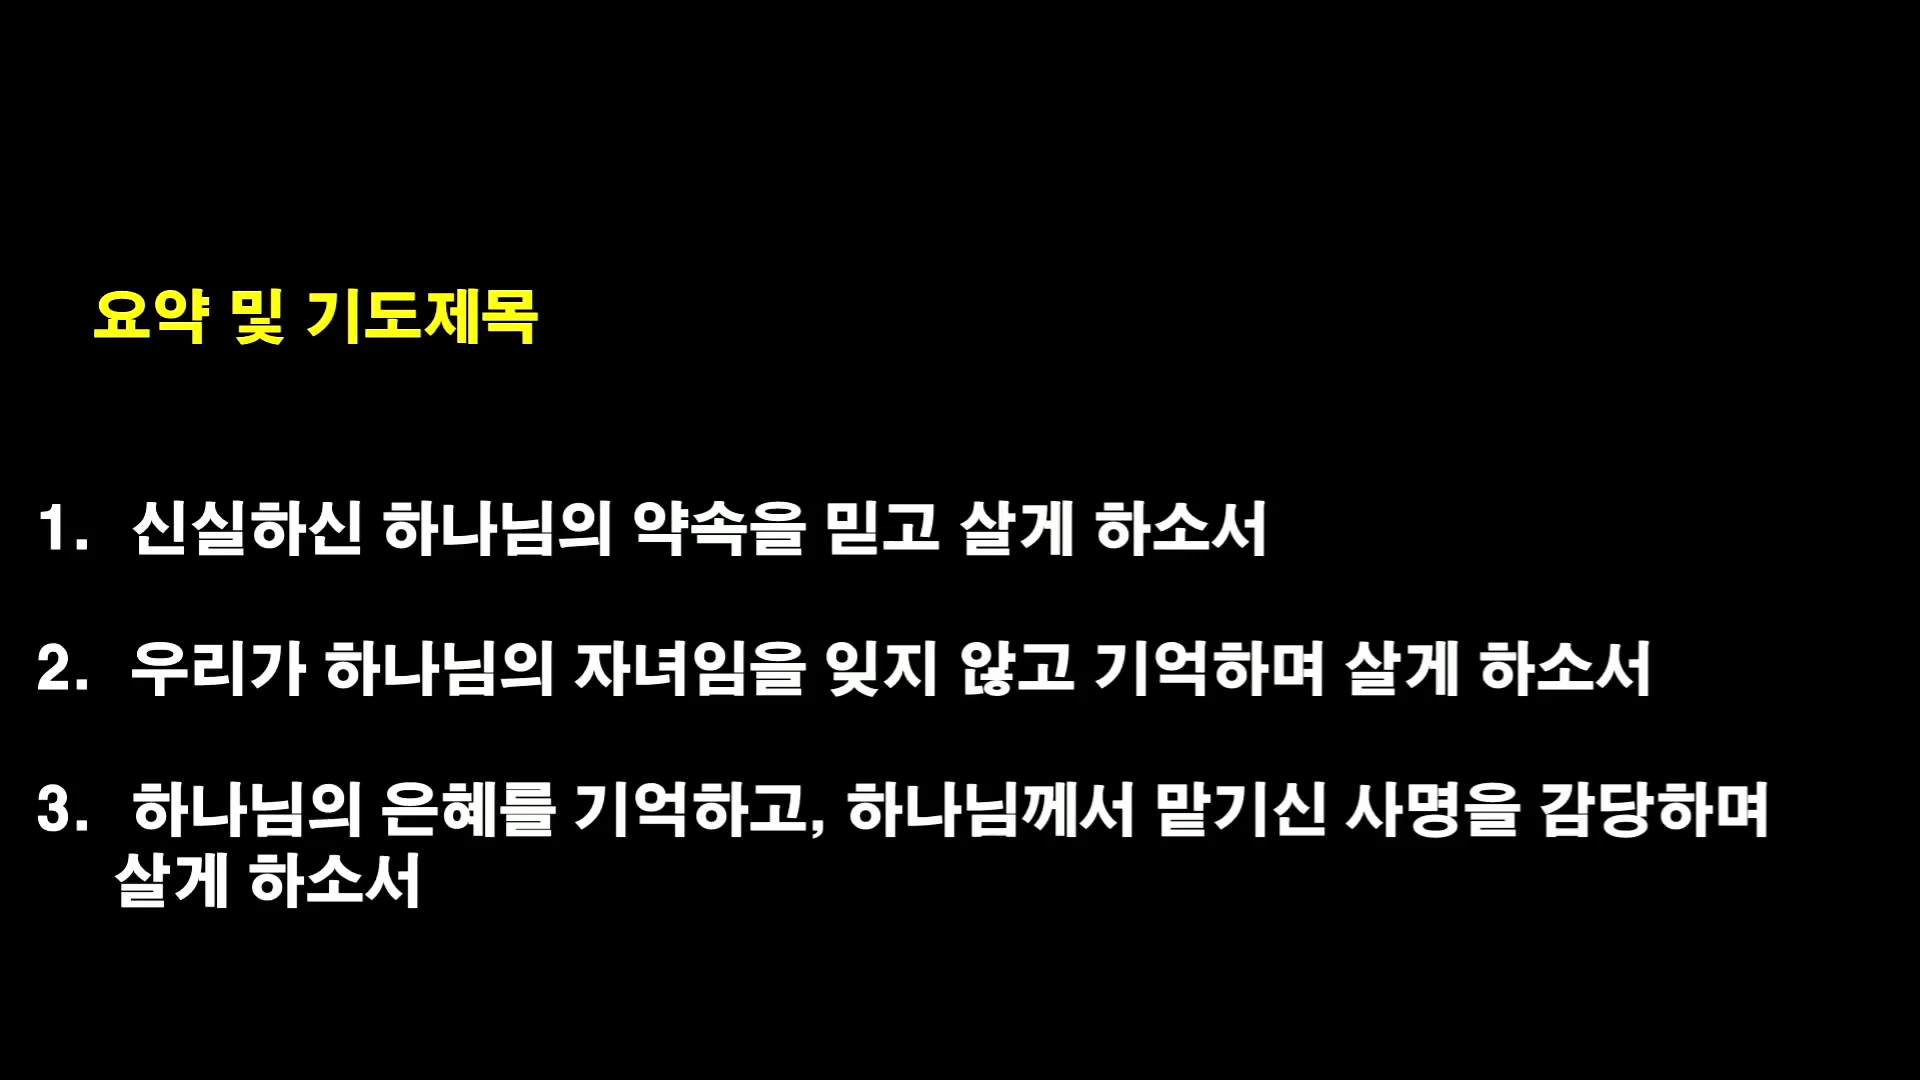 요약 및 기도제목
1. 신실하신 하나님의 약속을 믿고 살게 하소서
2. 우리가 하나님의 자녀임을 잊지 않고 기억하며 살게 하소서
3. 하나님의 은혜를 기억하고, 하나님께서 맡기신 사명을 감당하며
살게 하소서